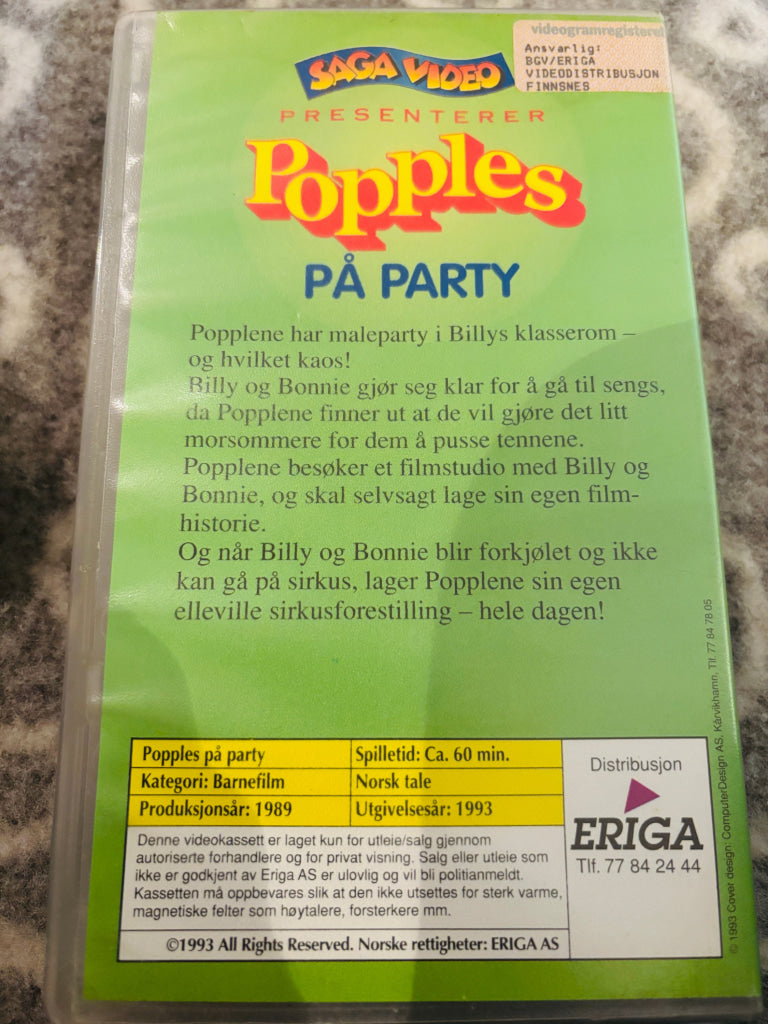 videogramregisteret
Ansvarlig:
BGV/ERIGA
VIDEODISTRIBUSJON
FINNSNES
SAGA VIDEO
PRESENTERER
Popples
PÅ PARTY
Popplene har maleparty i Billys klasserom –
og hvilket kaos!
Billy og Bonnie gjør seg klar for å gå til sengs,
da Popplene finner ut at de vil gjøre det litt
morsommere for dem å pusse tennene.
Popplene besøker et filmstudio med Billy og
Bonnie, og skal selvsagt lage sin egen film-
historie.
Og når Billy og Bonnie blir forkjølet og ikke
kan gå på sirkus, lager Popplene sin egen
elleville sirkusforestilling – hele dagen!
Popples på party
Spilletid: Ca. 60 min.
Kategori: Barnefilm
Norsk tale
Produksjonsår: 1989
Utgivelsesår: 1993
Denne videokassett er laget kun for utleie/salg gjennom
autoriserte forhandlere og for privat visning. Salg eller utleie som
ikke er godkjent av Eriga AS er ulovlig og vil bli politianmeldt.
Kassetten må oppbevares slik at den ikke utsettes for sterk varme,
magnetiske felter som høytalere, forsterkere mm.
©1993 All Rights Reserved. Norske rettigheter: ERIGA AS
Distribusjon
ERIGA
Tlf. 77 84 24 44
© 1993 Cover design: ComputerDesign AS, Kårvikhamn. Tlf. 77 84 78 05